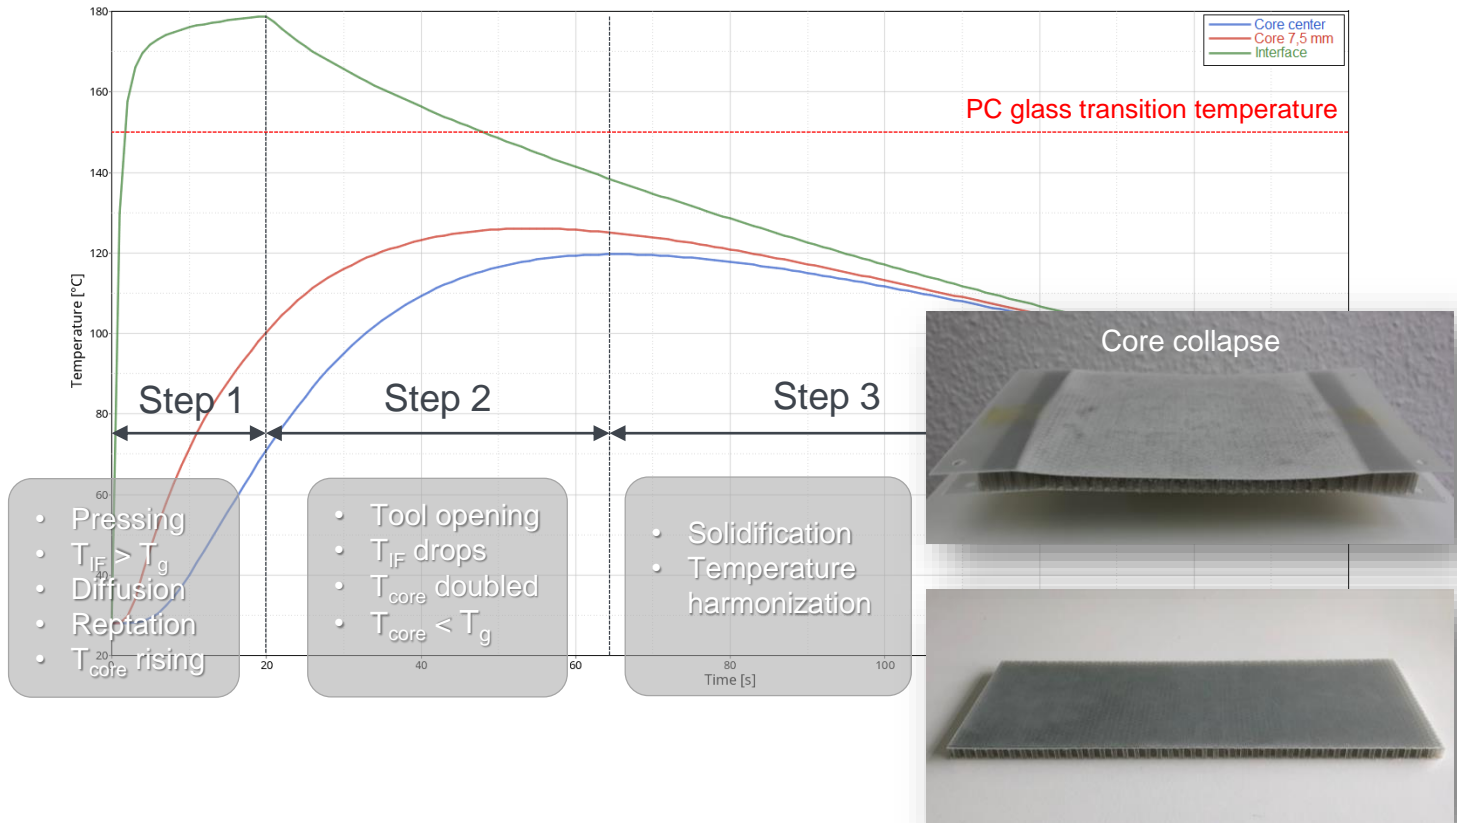 180
160
140
120
100
80
60
40
20
Temperature [°C]
Core center
Core 7,5 mm
Interface
PC glass transition temperature
Core collapse
Step 1
Step 2
Step 3
• Pressing
• T_IF > T_g
• Diffusion
• Reptation
• T_core rising
• Tool opening
• T_IF drops
• T_core doubled
• T_core < T_g
• Solidification
• Temperature
harmonization
0
20
40
60
80
100
Time [s]